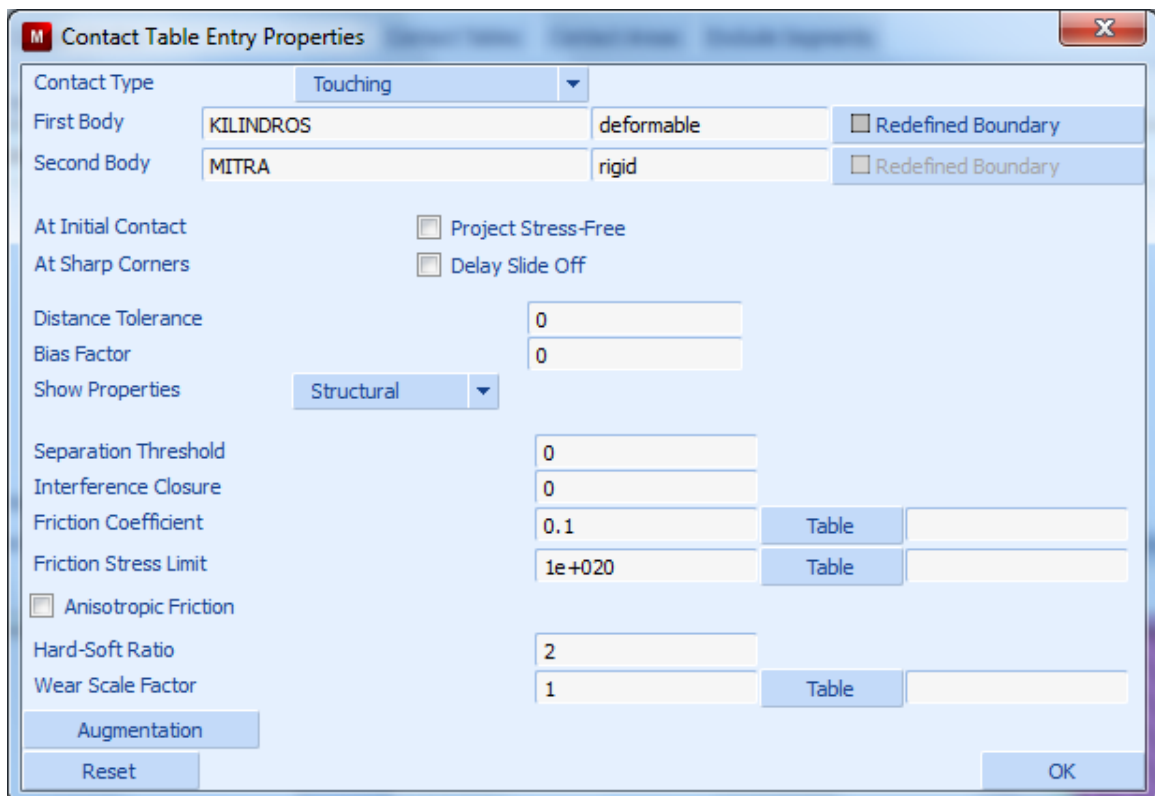 M Contact Table Entry Properties
Contact Type Touching
First Body KILINDROS deformable Redefined Boundary
Second Body MITRA rigid Redefined Boundary
At Initial Contact Project Stress-Free
At Sharp Corners Delay Slide Off
Distance Tolerance 0
Bias Factor 0
Show Properties Structural
Separation Threshold 0
Interference Closure 0
Friction Coefficient 0.1 Table
Friction Stress Limit 1e+020 Table
Anisotropic Friction
Hard-Soft Ratio 2
Wear Scale Factor 1 Table
Augmentation
Reset OK